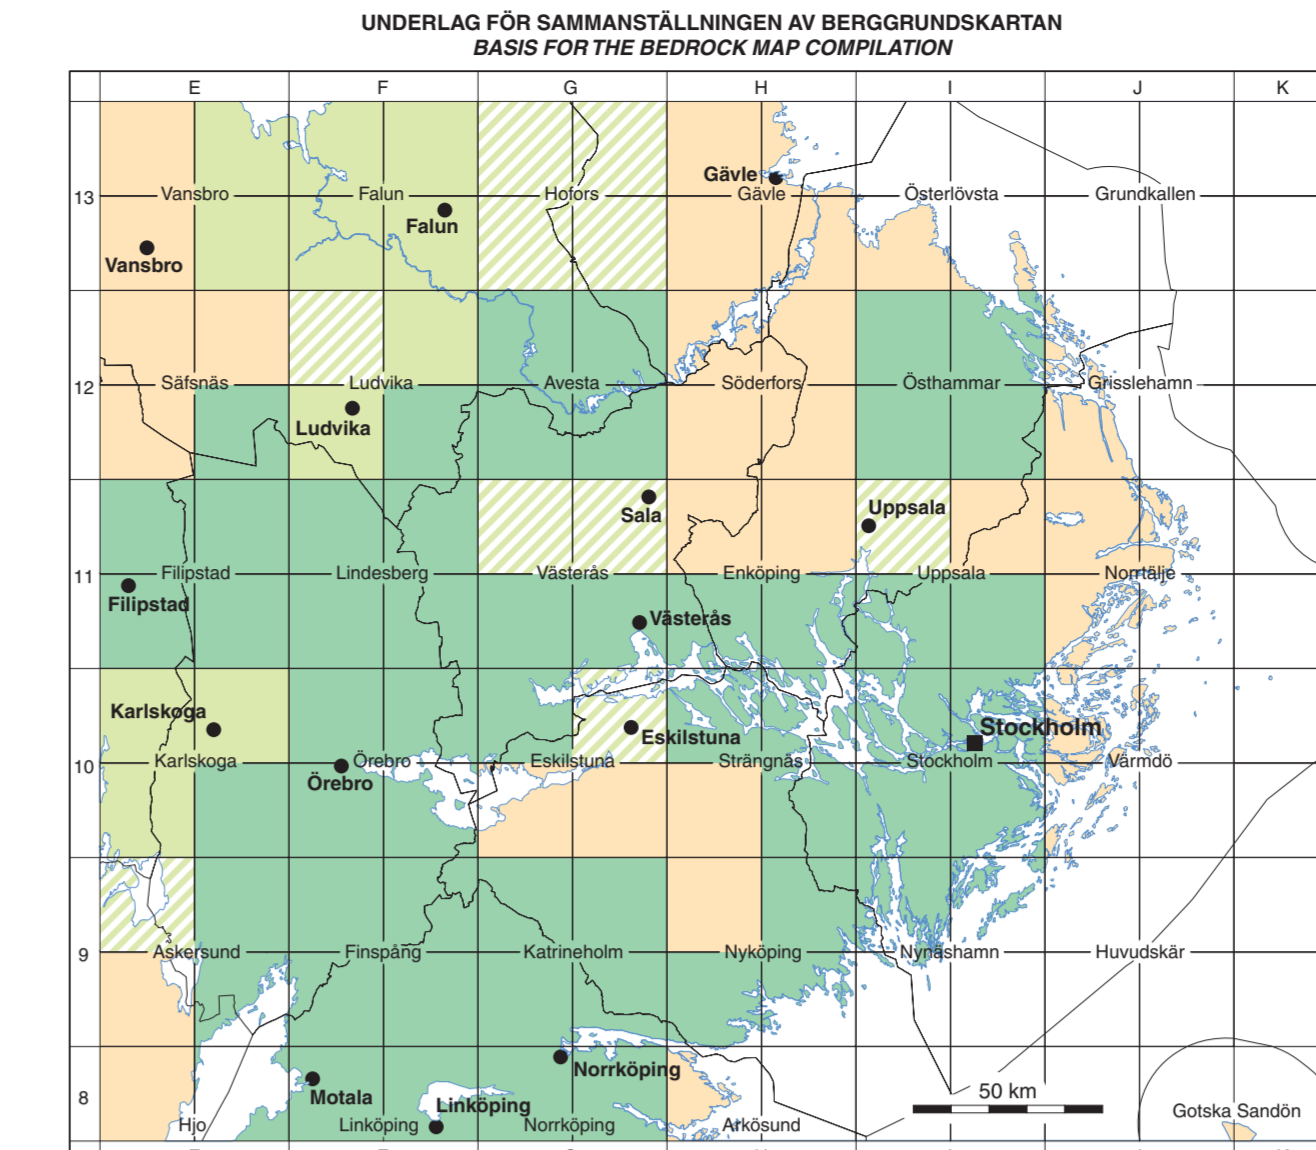 UNDERLAG FÖR SAMMANSTÄLLNINGEN AV BERGGRUNDSKARTAN
BASIS FOR THE BEDROCK MAP COMPILATION
E F G H I J K
13
Vansbro Falun Hofors Gävle Österlövsta Grundkallen
Gävle
Falun
Vansbro
12
Säfsnäs Ludvika Avesta Söderfors Östhammar Grisslehamn
Ludvika
Sala
Uppsala
11
Filipstad Lindesberg Västerås Enköping Uppsala Norrtälje
Filipstad
Västerås
Karlskoga
Eskilstuna
Stockholm
10
Karlskoga Örebro Eskilstuna Strängnäs Stockholm Värmdö
Örebro
9
Askersund Finspång Katrineholm Nyköping Nynäshamn Huvudskär
Norrköping
50 km
8
Motala
Linköping
Gotska Sandön
Hjo Linköping Norrköping Arkösund